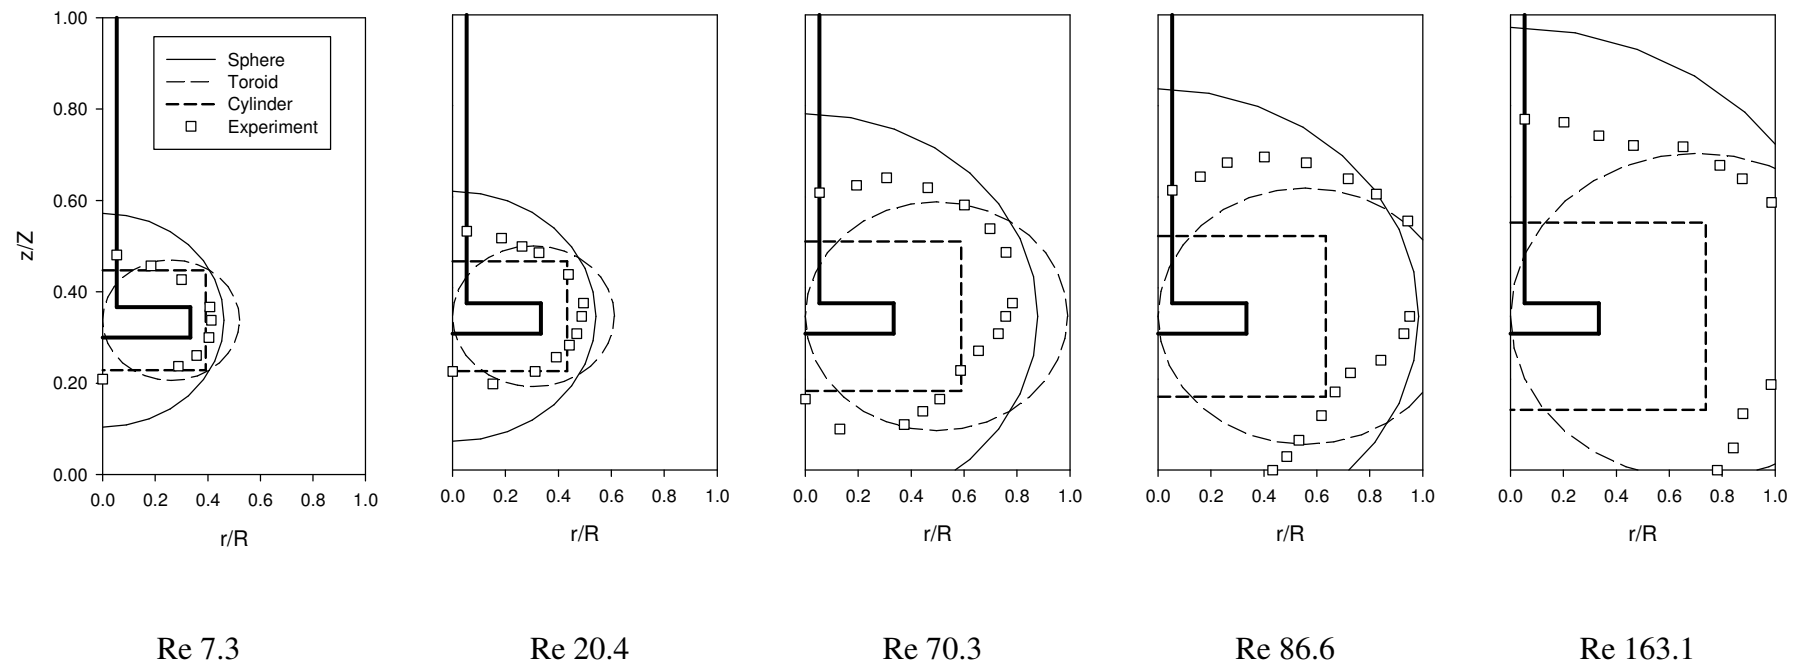 1.00
0.80
0.60
0.40
0.20
0.00
z/Z
Sphere
Toroid
Cylinder
Experiment
0.0 0.2 0.4 0.6 0.8 1.0
r/R
0.0 0.2 0.4 0.6 0.8 1.0
r/R
0.0 0.2 0.4 0.6 0.8 1.0
r/R
0.0 0.2 0.4 0.6 0.8 1.0
r/R
0.0 0.2 0.4 0.6 0.8 1.0
r/R
Re 7.3
Re 20.4
Re 70.3
Re 86.6
Re 163.1